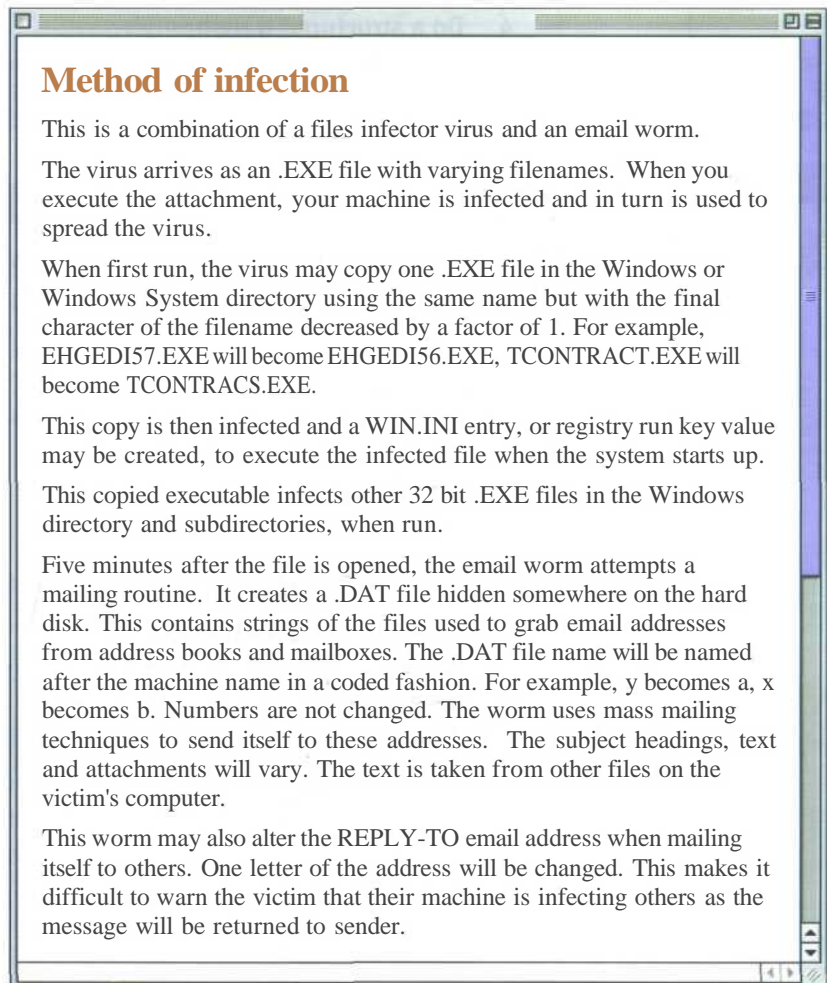 Method of infection
This is a combination of a files infector virus and an email worm.
The virus arrives as an .EXE file with varying filenames. When you
execute the attachment, your machine is infected and in turn is used to
spread the virus.
When first run, the virus may copy one .EXE file in the Windows or
Windows System directory using the same name but with the final
character of the filename decreased by a factor of 1. For example,
EHGEDI57.EXE will become EHGEDI56.EXE, TCONTRACT.EXE will
become TCONTRACS.EXE.
This copy is then infected and a WIN.INI entry, or registry run key value
may be created, to execute the infected file when the system starts up.
This copied executable infects other 32 bit .EXE files in the Windows
directory and subdirectories, when run.
Five minutes after the file is opened, the email worm attempts a
mailing routine. It creates a .DAT file hidden somewhere on the hard
disk. This contains strings of the files used to grab email addresses
from address books and mailboxes. The .DAT file name will be named
after the machine name in a coded fashion. For example, y becomes a, x
becomes b. Numbers are not changed. The worm uses mass mailing
techniques to send itself to these addresses. The subject headings, text
and attachments will vary. The text is taken from other files on the
victim's computer.
This worm may also alter the REPLY-TO email address when mailing
itself to others. One letter of the address will be changed. This makes it
difficult to warn the victim that their machine is infecting others as the
message will be returned to sender.